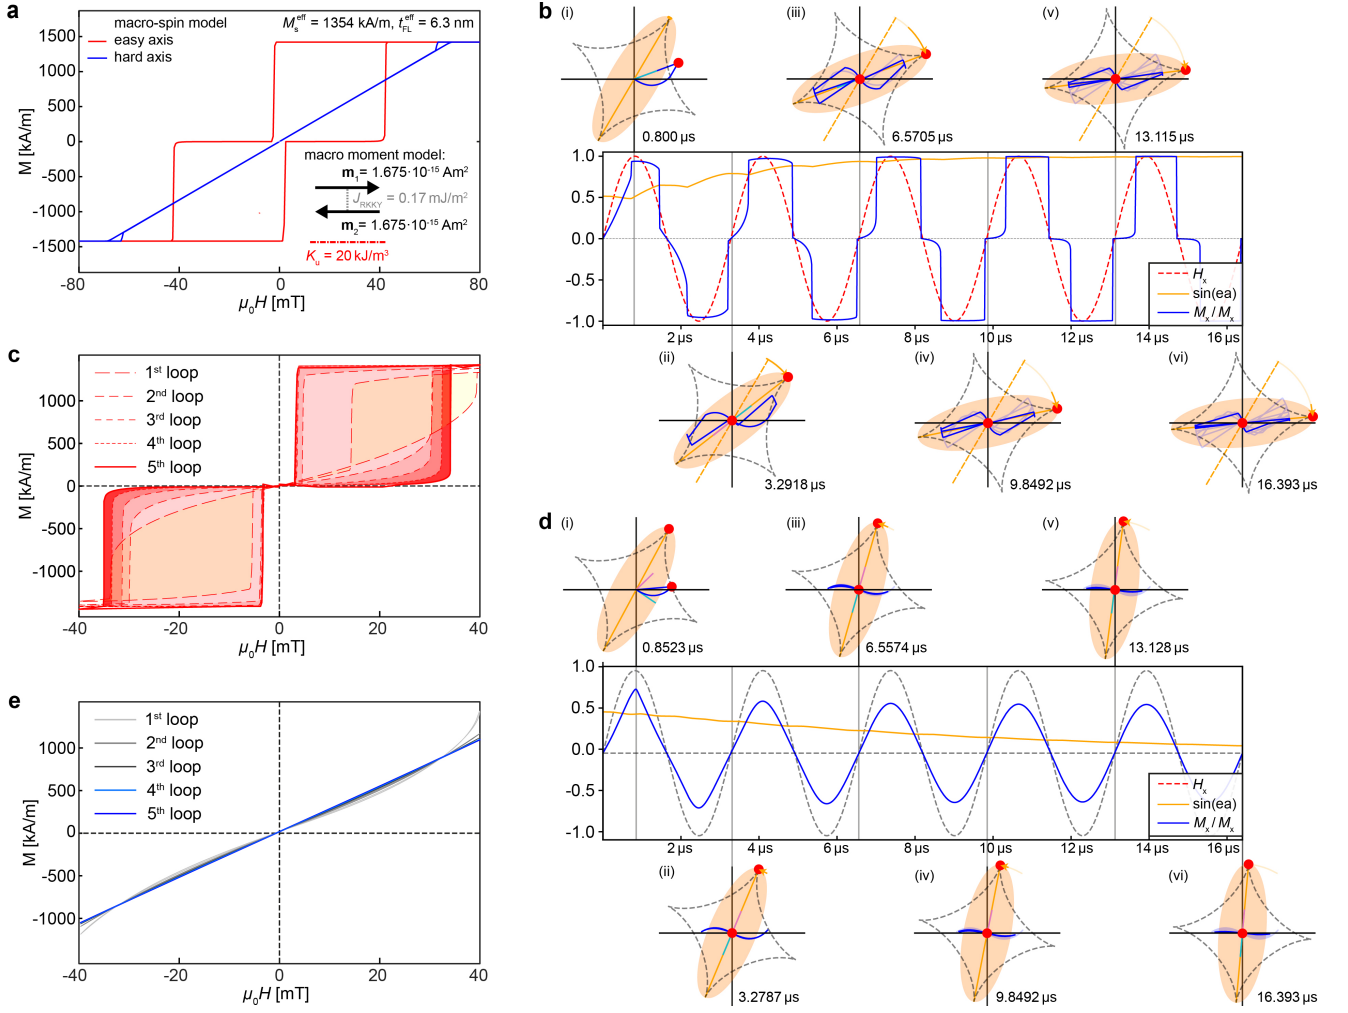 a
macro-spin model
easy axis
hard axis
M_s^eff = 1354 kA/m, t_FL^eff = 6.3 nm
1500
1000
500
0
-500
-1000
-1500
M [kA/m]
macro moment model:
m₁= 1.675·10⁻¹⁵ Am²
J_RKKY = 0.17 mJ/m²
m₂= 1.675·10⁻¹⁵ Am²
K_u = 20 kJ/m³
-80
-40
0
40
80
μ₀H [mT]
b
(i)
0.800 μs
(iii)
6.5705 μs
(v)
13.115 μs
1.0
0.5
0.0
-0.5
-1.0
H_x
sin(ea)
M_x / M_x
2 μs
4 μs
6 μs
8 μs
10 μs
12 μs
14 μs
16 μs
(ii)
3.2918 μs
(iv)
9.8492 μs
(vi)
16.393 μs
c
1ˢᵗ loop
2ⁿᵈ loop
3ʳᵈ loop
4ᵗʰ loop
5ᵗʰ loop
1000
500
0
-500
-1000
M [kA/m]
-40
-20
0
20
40
μ₀H [mT]
d
(i)
0.8523 μs
(iii)
6.5574 μs
(v)
13.128 μs
1.0
0.5
0.0
-0.5
-1.0
H_x
sin(ea)
M_x / M_x
2 μs
4 μs
6 μs
8 μs
10 μs
12 μs
14 μs
16 μs
(ii)
3.2787 μs
(iv)
9.8492 μs
(vi)
16.393 μs
e
1ˢᵗ loop
2ⁿᵈ loop
3ʳᵈ loop
4ᵗʰ loop
5ᵗʰ loop
1000
500
0
-500
-1000
M [kA/m]
-40
-20
0
20
40
μ₀H [mT]